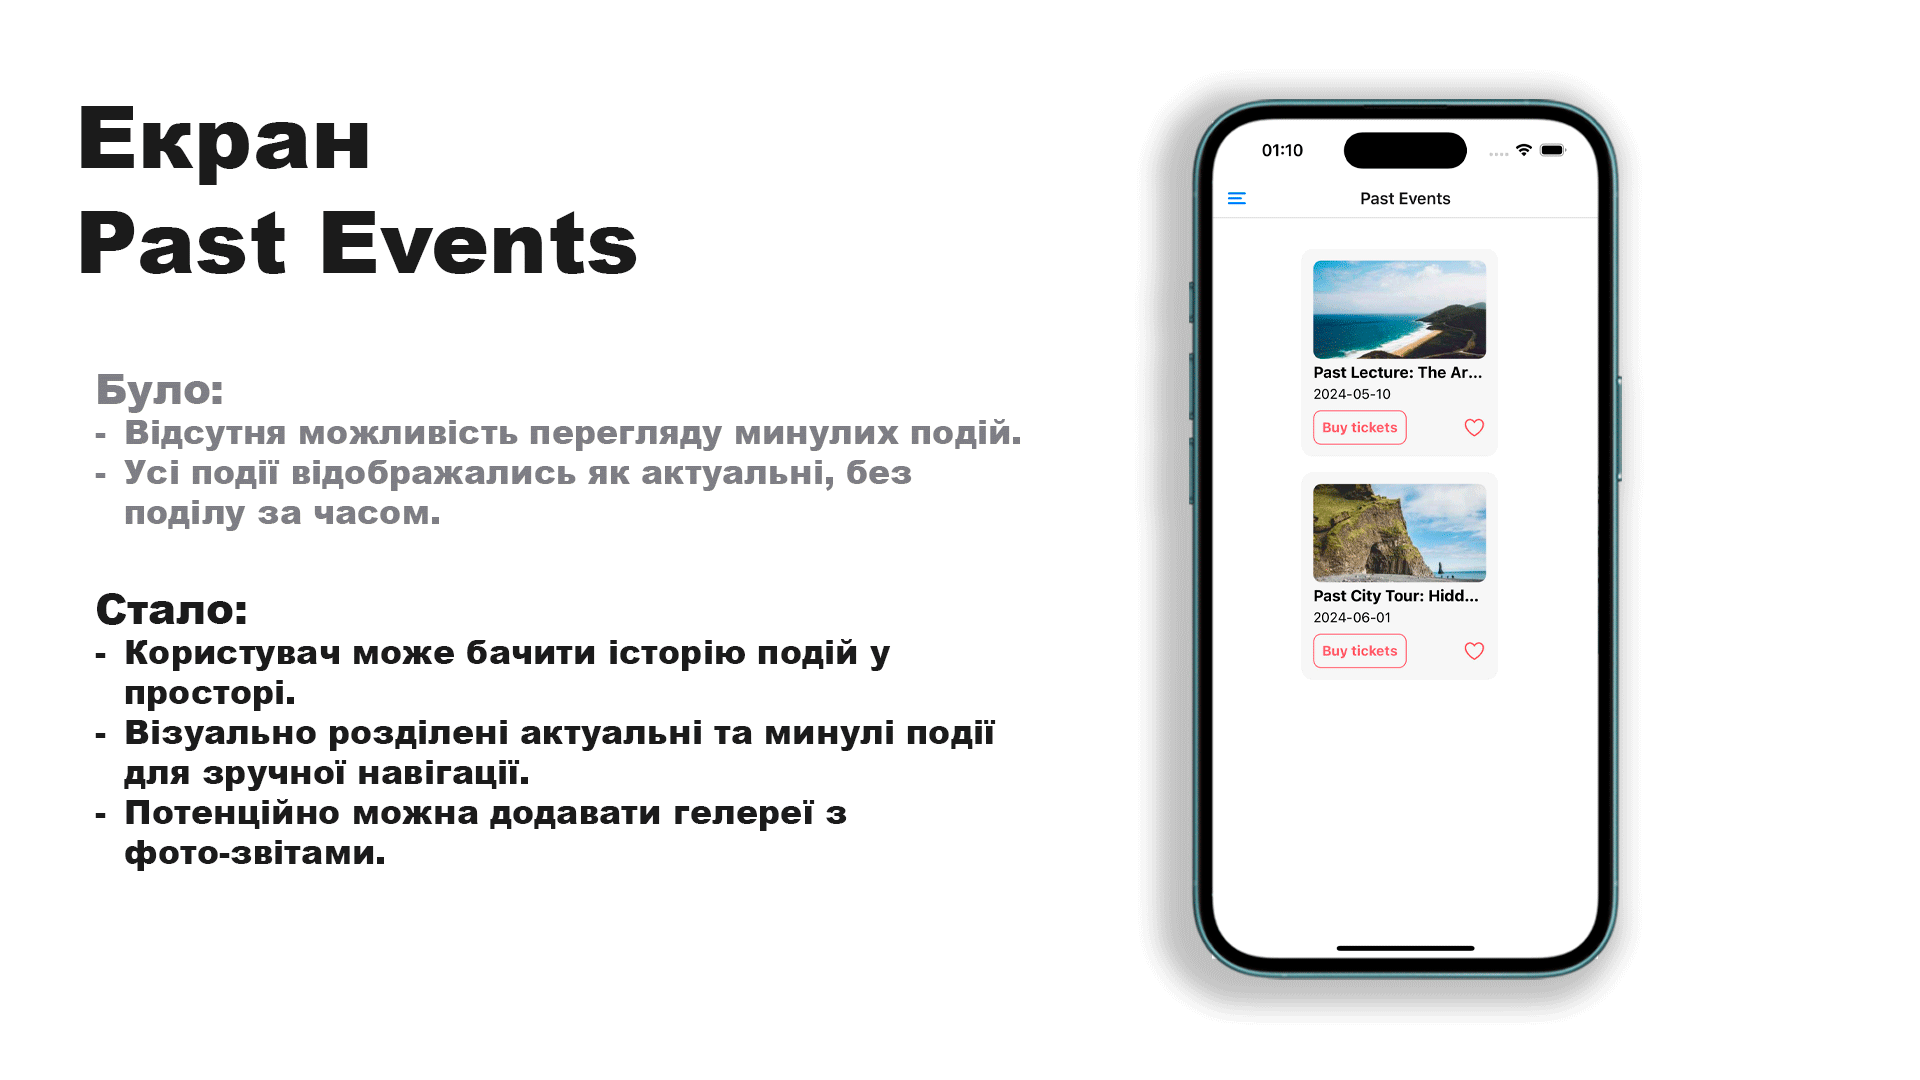 Екран
Past Events
Було:
- Відсутня можливість перегляду минулих подій.
- Усі події відображались як актуальні, без
поділу за часом.
Стало:
- Користувач може бачити історію подій у
просторі.
- Візуально розділені актуальні та минулі події
для зручної навігації.
- Потенційно можна додавати гелереї з
фото-звітами.
01:10
Past Events
Past Lecture: The Ar...
2024-05-10
Buy tickets
Past City Tour: Hidd...
2024-06-01
Buy tickets